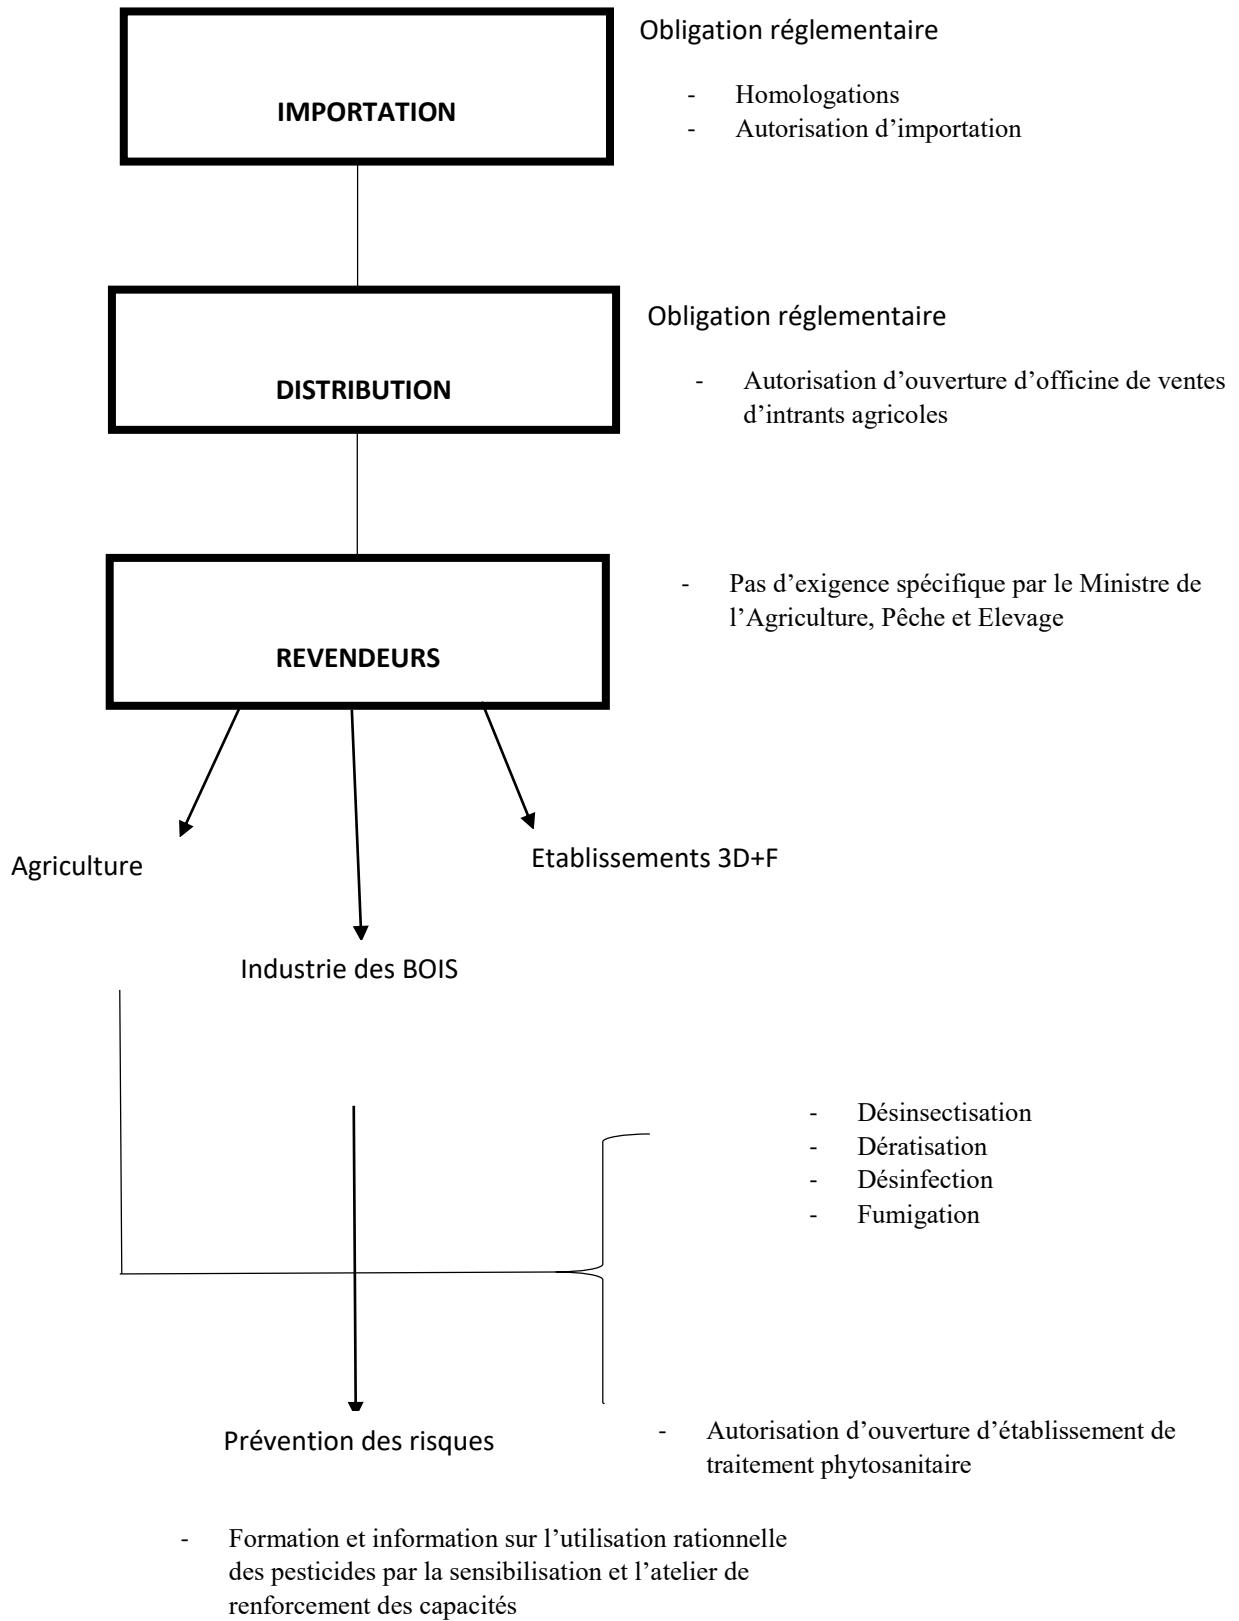 Obligation réglementaire
- Homologations
IMPORTATION
- Autorisation d’importation
Obligation réglementaire
DISTRIBUTION
- Autorisation d’ouverture d’officine de ventes
d’intrants agricoles
- Pas d’exigence spécifique par le Ministre de
l’Agriculture, Pêche et Elevage
REVENDEURS
Agriculture
Etablissements 3D+F
Industrie des BOIS
- Désinsectisation
- Dératisation
- Désinfection
- Fumigation
Prévention des risques
- Autorisation d’ouverture d’établissement de
traitement phytosanitaire
- Formation et information sur l’utilisation rationnelle
des pesticides par la sensibilisation et l’atelier de
renforcement des capacités